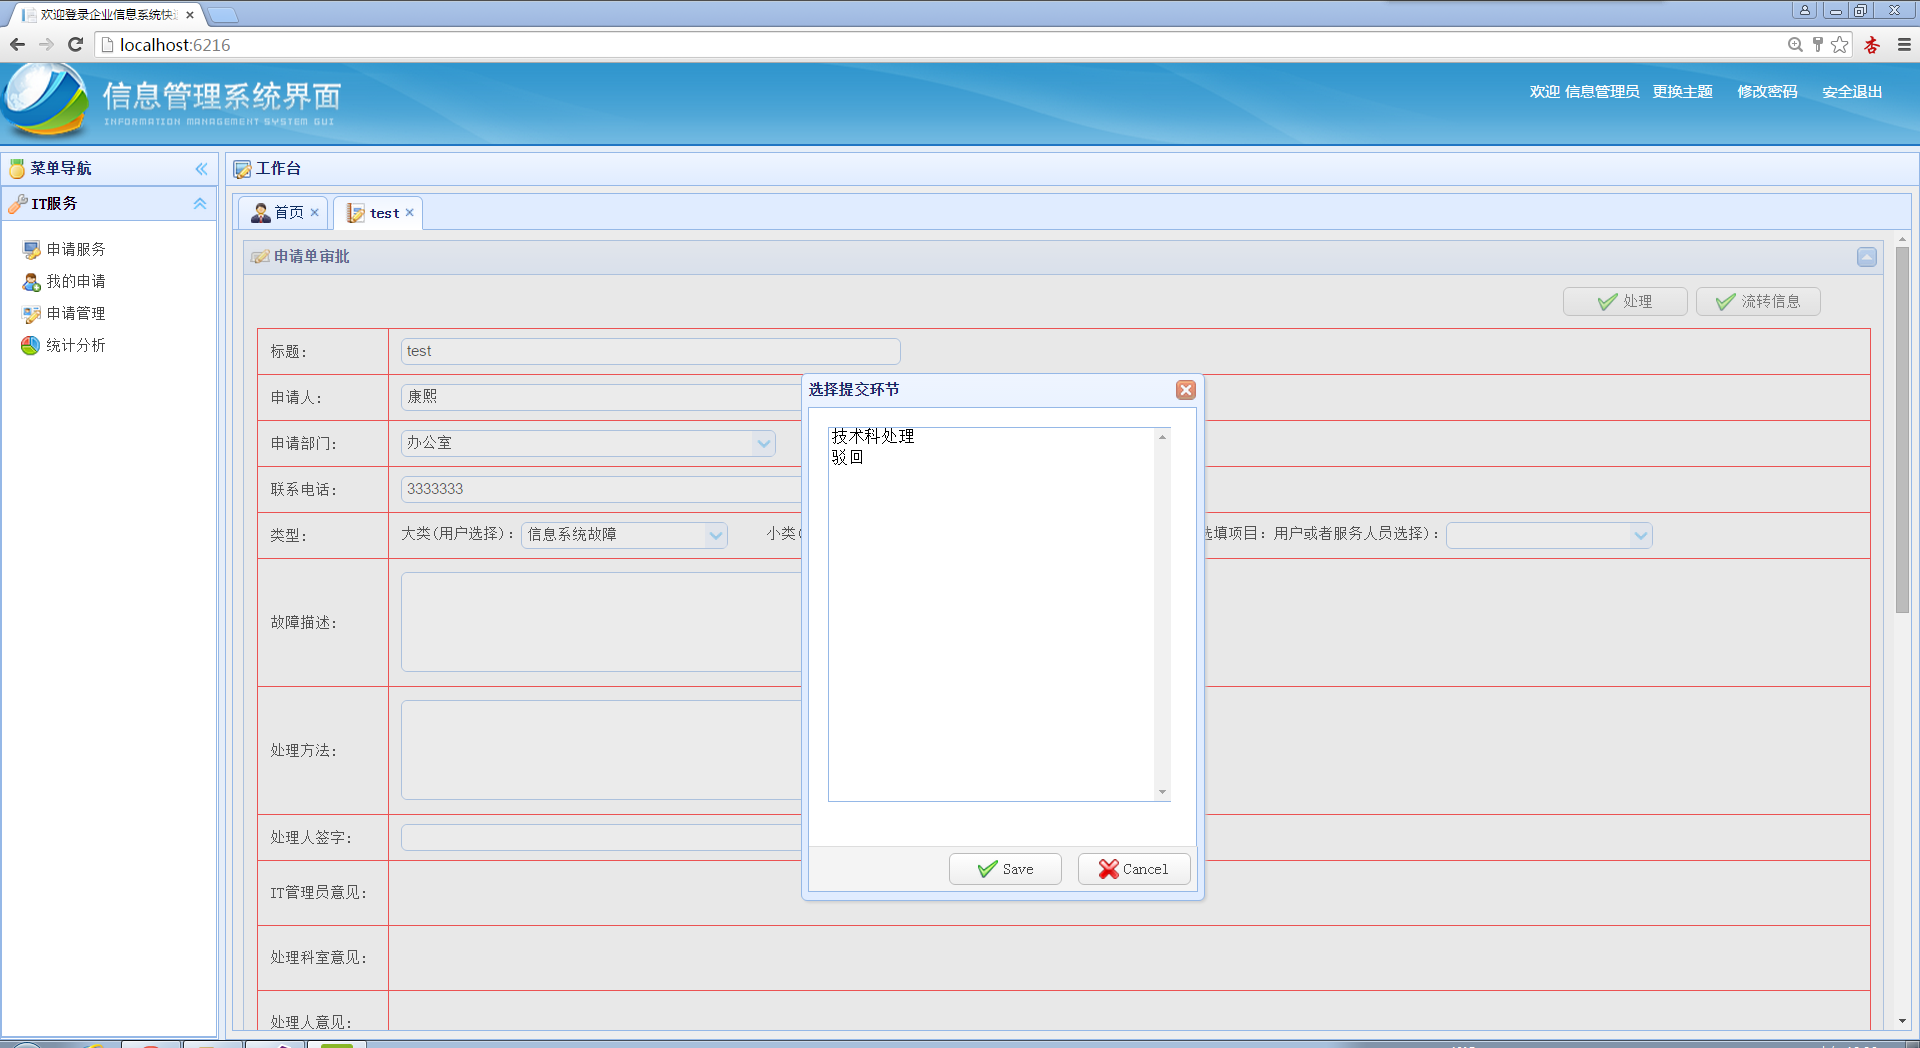 欢迎登录企业信息系统快
localhost:6216
信息管理系统界面
INFORMATION MANAGEMENT SYSTEM GUI
欢迎 信息管理员 更换主题 修改密码 安全退出
菜单导航
IT服务
申请服务
我的申请
申请管理
统计分析
工作台
首页
test
申请单审批
处理
流转信息
标题:
test
申请人:
康熙
申请部门:
办公室
联系电话:
3333333
类型:
大类(用户选择):
信息系统故障
小类(
选填项目: 用户或者服务人员选择):
故障描述:
处理方法:
处理人签字:
IT管理员意见:
处理科室意见:
处理人意见:
选择提交环节
技术科处理
驳回
Save
Cancel